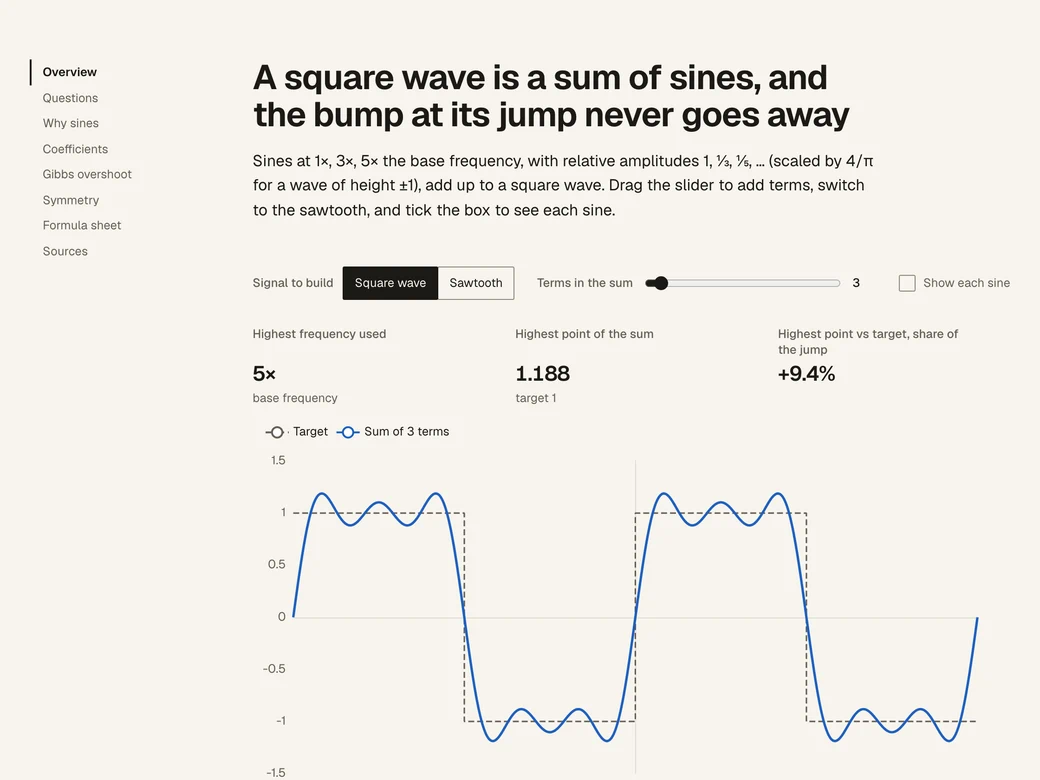 Overview
Questions
Why sines
Coefficients
Gibbs overshoot
Symmetry
Formula sheet
Sources
A square wave is a sum of sines, and
the bump at its jump never goes away
Sines at 1×, 3×, 5× the base frequency, with relative amplitudes 1, ⅓, ⅕, ... (scaled by 4/π
for a wave of height ±1), add up to a square wave. Drag the slider to add terms, switch
to the sawtooth, and tick the box to see each sine.
Signal to build Square wave Sawtooth Terms in the sum 3 Show each sine
Highest frequency used
5×
base frequency
Highest point of the sum
1.188
target 1
Highest point vs target, share of
the jump
+9.4%
Target Sum of 3 terms
1.5
1
0.5
0
-0.5
-1
-1.5